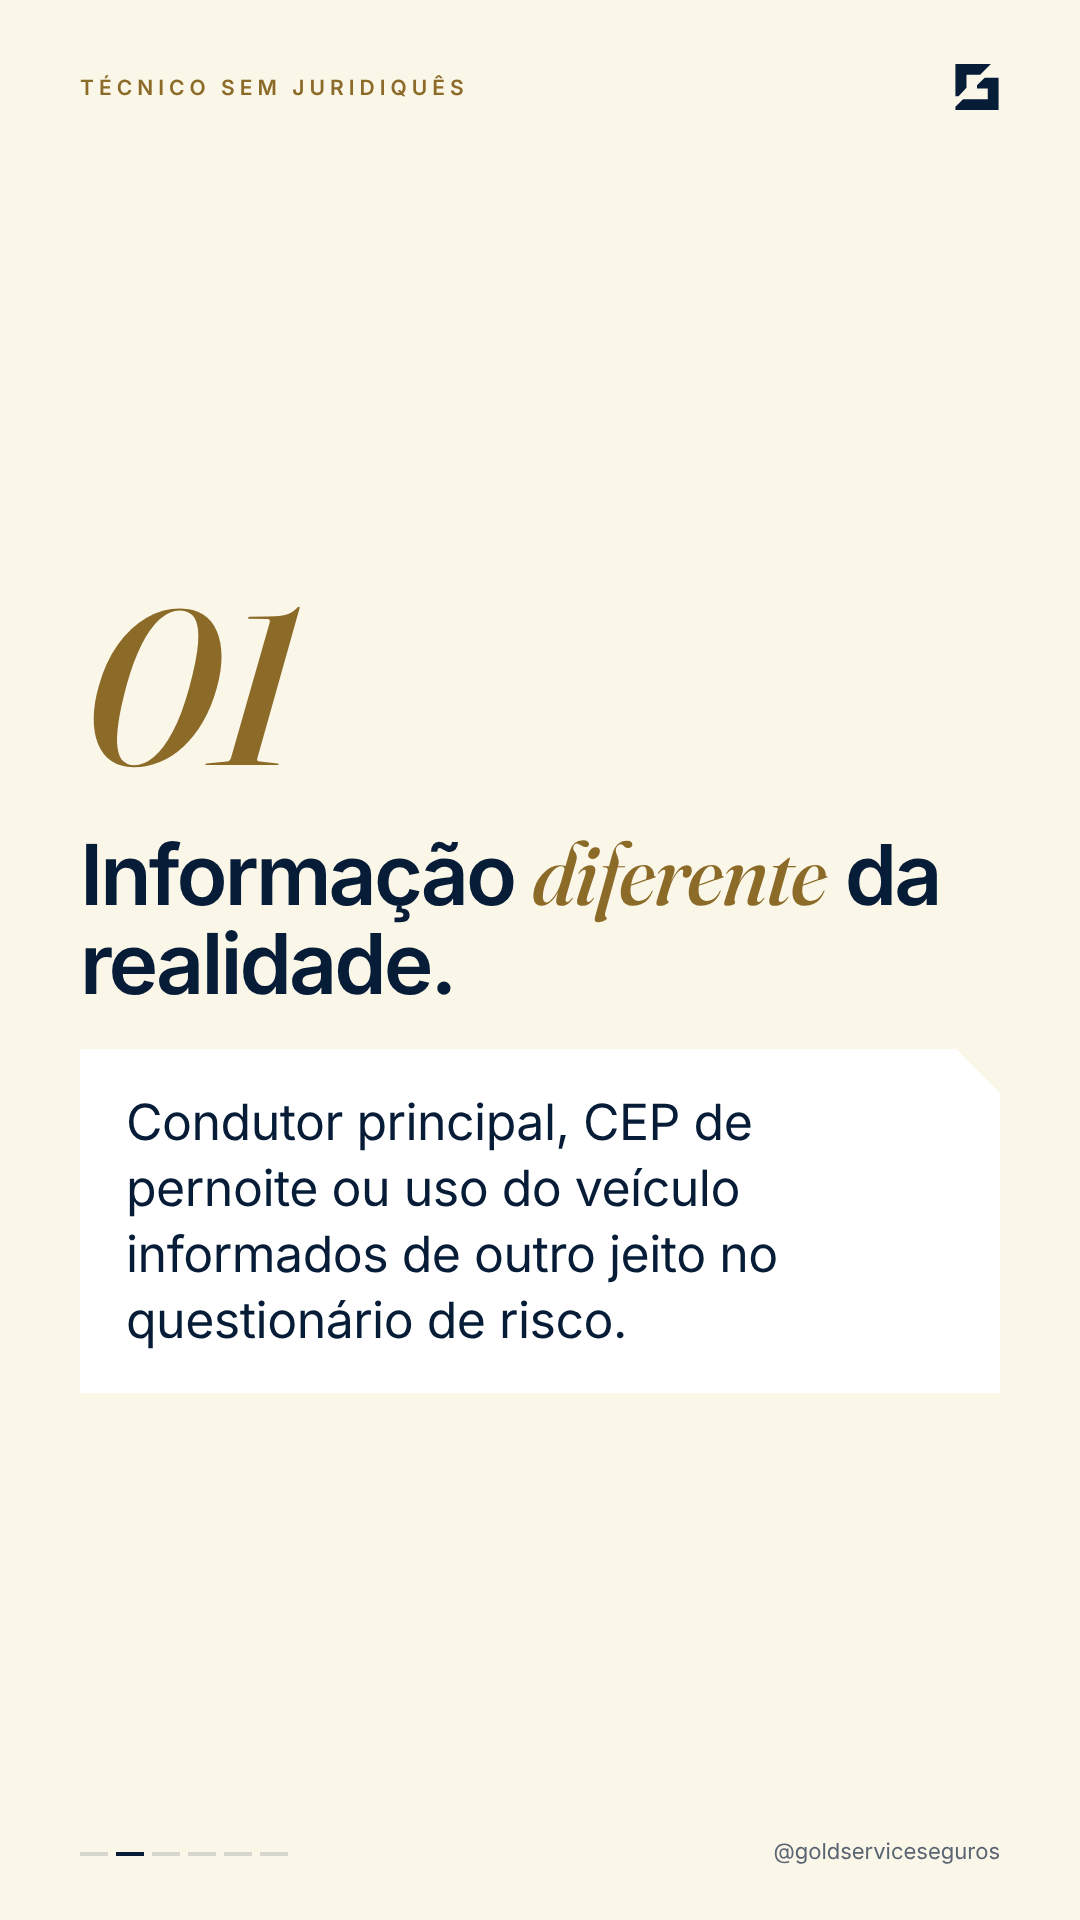 TÉCNICO SEM JURIDIQUÊS
01
Informação diferente da
realidade.
Condutor principal, CEP de
pernoite ou uso do veículo
informados de outro jeito no
questionário de risco.
@goldserviceseguros